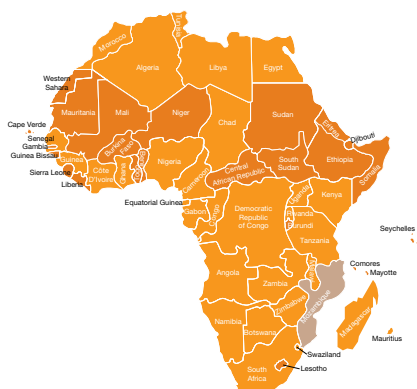 Tunisia
Morocco
Algeria
Libya
Egypt
Western
Sahara
Mauritania
Mali
Niger
Chad
Sudan
Eritrea
Djibouti
Cape Verde
Senegal
Gambia
Guinea Bissau
Guinea
Sierra Leone
Liberia
Côte
D'Ivoire
Burkina
Faso
Ghana
Togo
Benin
Nigeria
Cameroon
Central
African Republic
South
Sudan
Ethiopia
Somalia
Equatorial Guinea
Gabon
Congo
Democratic
Republic
of Congo
Uganda
Kenya
Rwanda
Burundi
Tanzania
Seychelles
Comoros
Mayotte
Angola
Zambia
Malawi
Mozambique
Zimbabwe
Madagascar
Mauritius
Namibia
Botswana
Swaziland
Lesotho
South
Africa